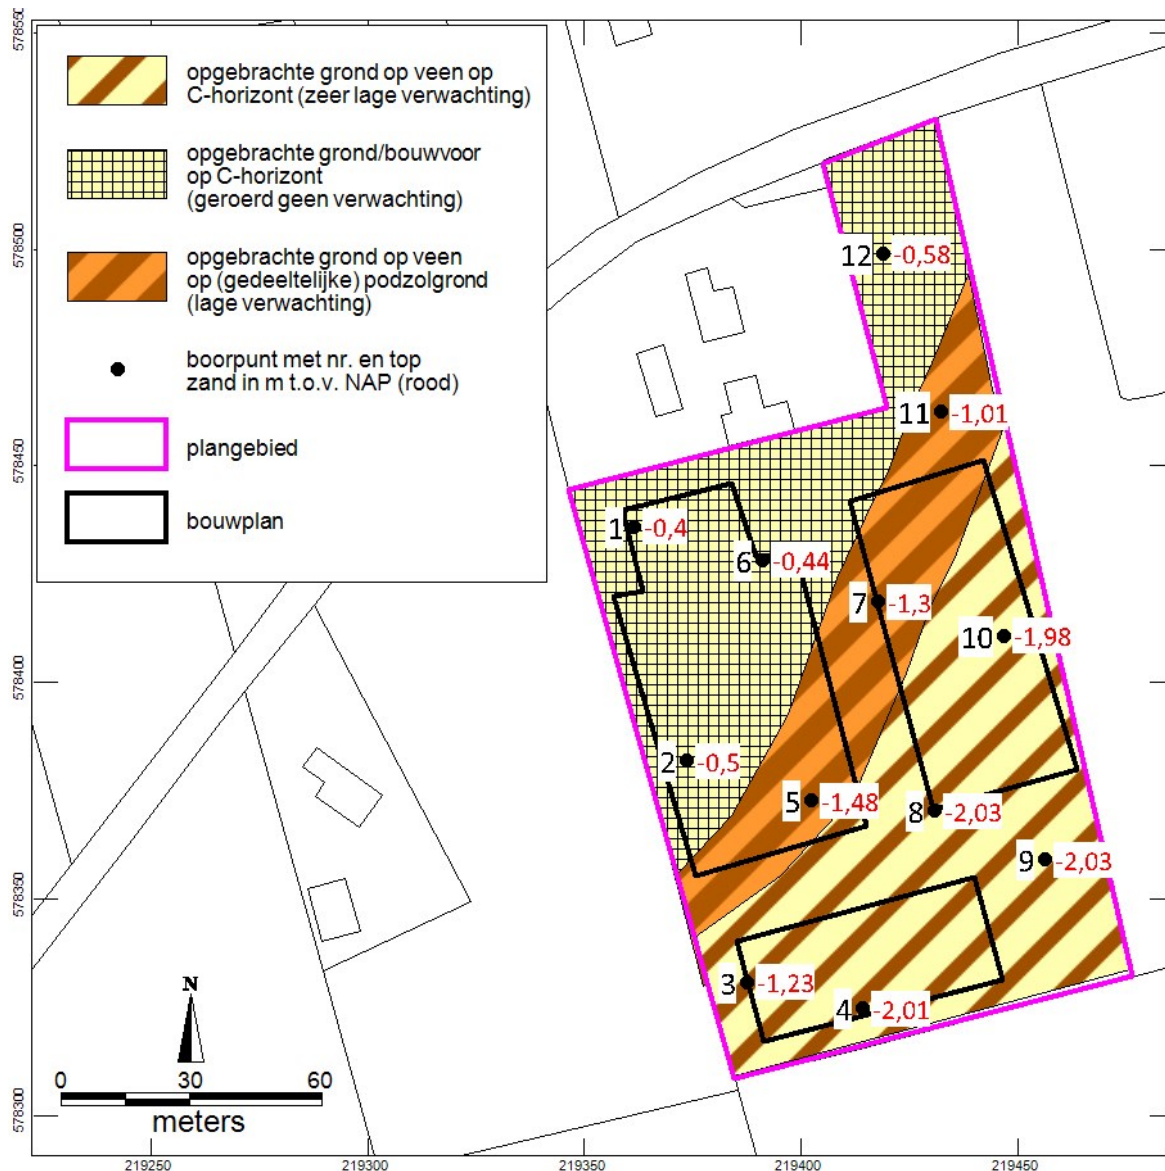 opgebrachte grond op veen op
C-horizont (zeer lage verwachting)
opgebrachte grond/bouwvoor
op C-horizont
(geroerd geen verwachting)
opgebrachte grond op veen
op (gedeeltelijke) podzolgrond
(lage verwachting)
boorpunt met nr. en top
zand in m t.o.v. NAP (rood)
plangebied
bouwplan
578550
578500
578450
578400
578350
578300
12 -0,58
11 -1,01
1 -0,4
6 -0,44
7 -1,3
10 -1,98
2 -0,5
5 -1,48
8 -2,03
9 -2,03
3 -1,23
4 -2,01
N
0 30 60
meters
219250 219300 219350 219400 219450